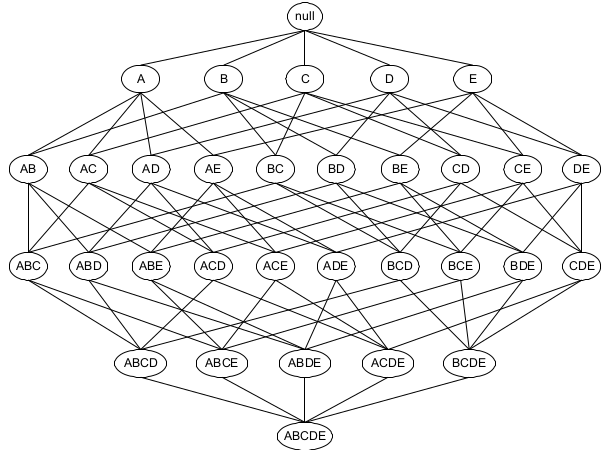 null
A B C D E
AB AC AD AE BC BD BE CD CE DE
ABC ABD ABE ACD ACE ADE BCD BCE BDE CDE
ABCD ABCE ABDE ACDE BCDE
ABCDE